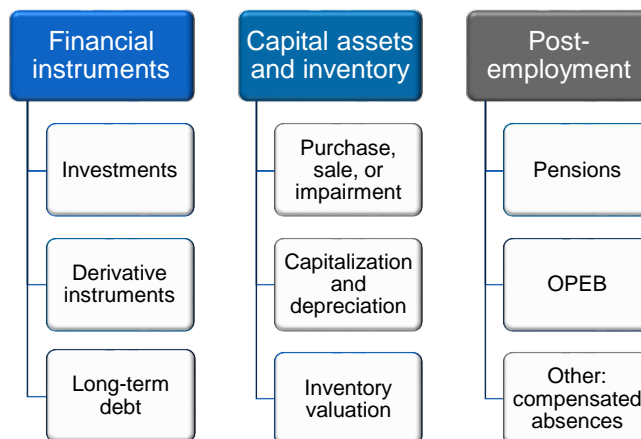 Financial
instruments
Investments
Derivative
instruments
Long-term
debt
Capital assets
and inventory
Purchase,
sale, or
impairment
Capitalization
and
depreciation
Inventory
valuation
Post-
employment
Pensions
OPEB
Other:
compensated
absences